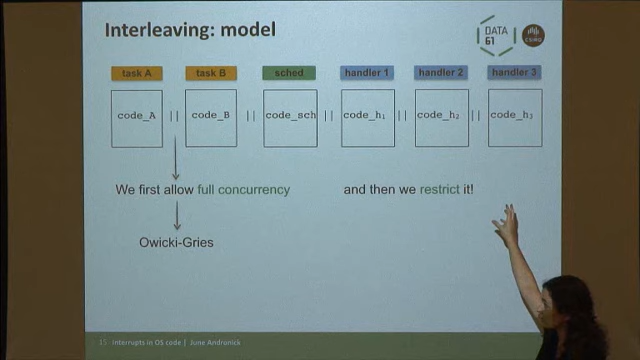 Interleaving: model
DATA
61
CSIRO
task A
task B
sched
handler 1
handler 2
handler 3
code_A || code_B || code_sch || code_h₁ || code_h₂ || code_h₃
We first allow full concurrency
and then we restrict it!
Owicki-Gries
15 Interrupts in OS code | June Andronick